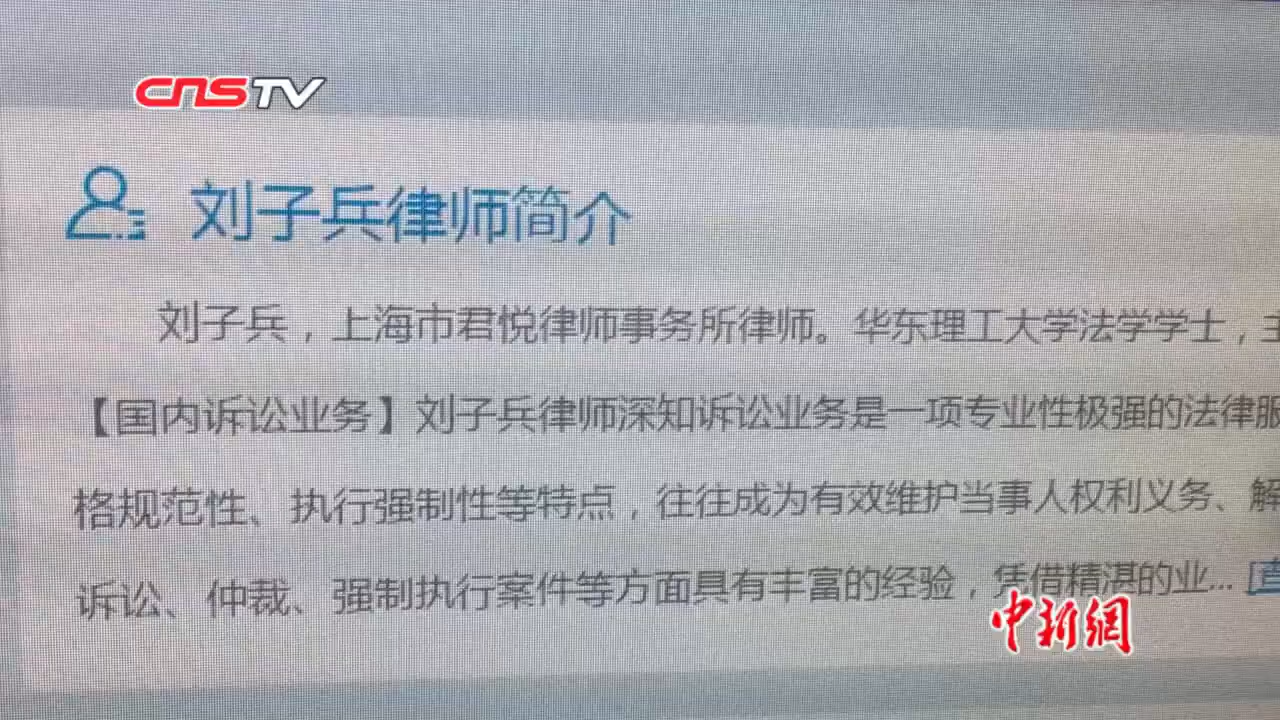 CNSTV
刘子兵律师简介
刘子兵，上海市君悦律师事务所律师。华东理工大学法学学士，主
【国内诉讼业务】刘子兵律师深知诉讼业务是一项专业性极强的法律服
格规范性、执行强制性等特点，往往成为有效维护当事人权利义务、解
诉讼、仲裁、强制执行案件等方面具有丰富的经验，凭借精湛的业... [查
中新網